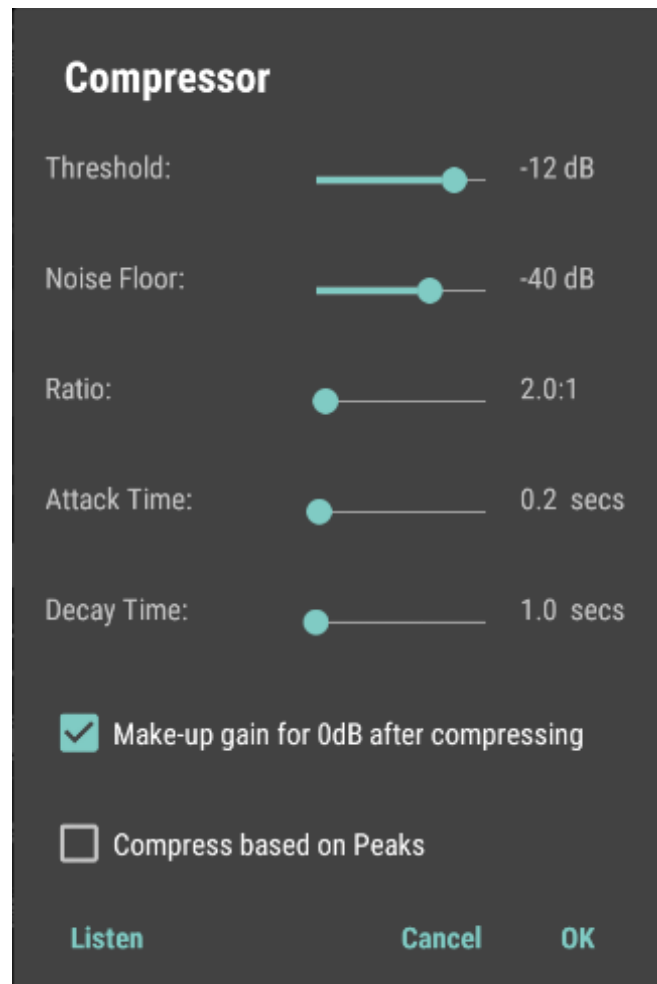 Compressor
Threshold: -12 dB
Noise Floor: -40 dB
Ratio: 2.0:1
Attack Time: 0.2 secs
Decay Time: 1.0 secs
Make-up gain for 0dB after compressing
Compress based on Peaks
Listen Cancel OK